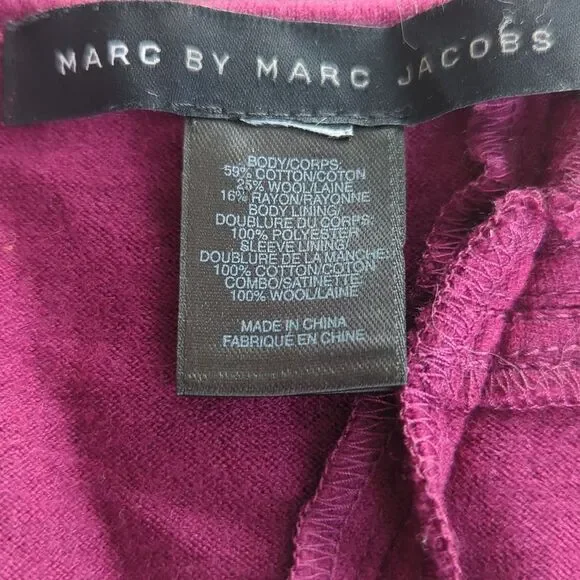 MARC BY MARC JACOBS
BODY/CORPS:
59% COTTON/COTON
25% WOOL/LAINE
16% RAYON/RAYONNE
BODY LINING/
DOUBLURE DU CORPS:
100% POLYESTER
SLEEVE LINING/
DOUBLURE DE LA MANCHE:
100% COTTON/COTON
COMBO/SATINETTE:
100% WOOL/LAINE
MADE IN CHINA
FABRIQUÉ EN CHINE